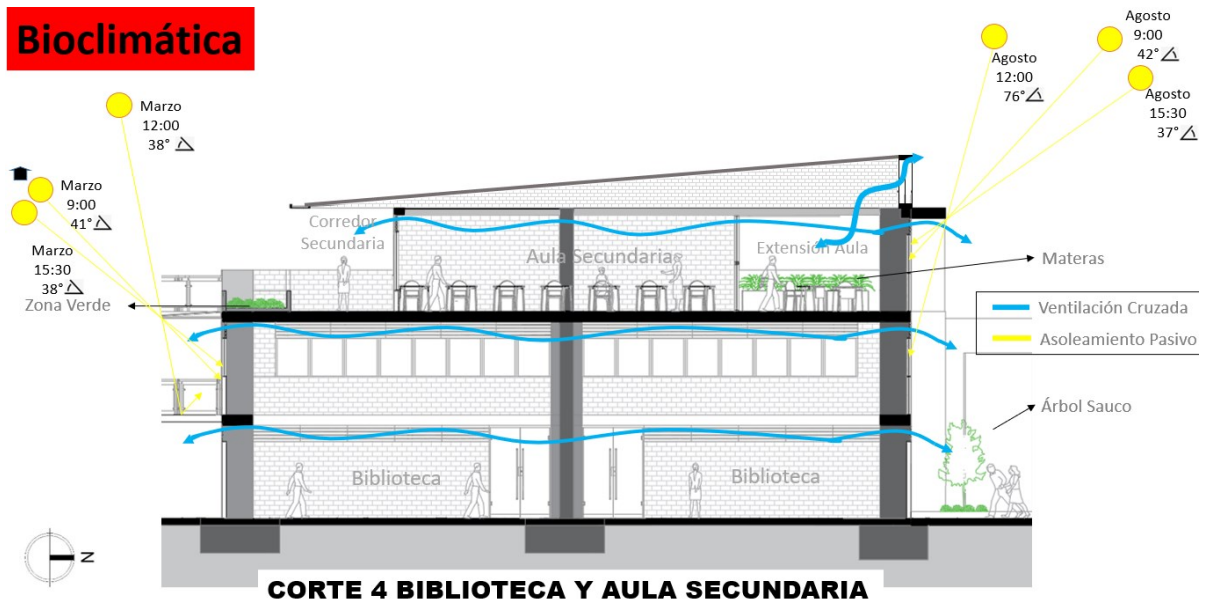 Bioclimática
Marzo
12:00
38°
Marzo
9:00
41°
Marzo
15:30
38°
Zona Verde
Agosto
12:00
76°
Agosto
9:00
42°
Agosto
15:30
37°
Corredor
Secundaria
Aula Secundaria
Extensión Aula
Materas
Ventilación Cruzada
Asoleamiento Pasivo
Árbol Sauco
Biblioteca
Biblioteca
N
CORTE 4 BIBLIOTECA Y AULA SECUNDARIA